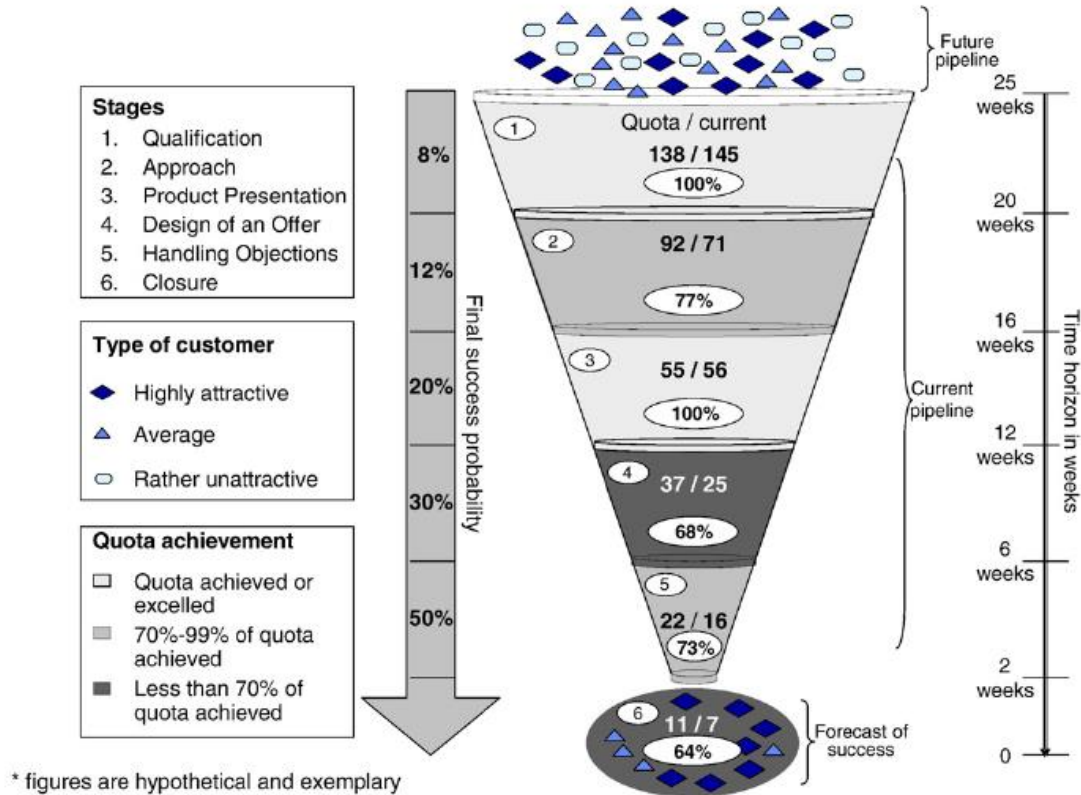 Future
pipeline
25
weeks
Stages
1. Qualification
2. Approach
3. Product Presentation
4. Design of an Offer
5. Handling Objections
6. Closure
Type of customer
Highly attractive
Average
Rather unattractive
Quota achievement
Quota achieved or
excelled
70%-99% of quota
achieved
Less than 70% of
quota achieved
8%
12%
20%
30%
50%
Final success probability
1
Quota / current
138 / 145
100%
2
92 / 71
77%
3
55 / 56
100%
4
37 / 25
68%
5
22 / 16
73%
6
11 / 7
64%
Current
pipeline
Forecast of
success
20
weeks
16
weeks
12
weeks
6
weeks
2
weeks
0
Time horizon in weeks
* figures are hypothetical and exemplary